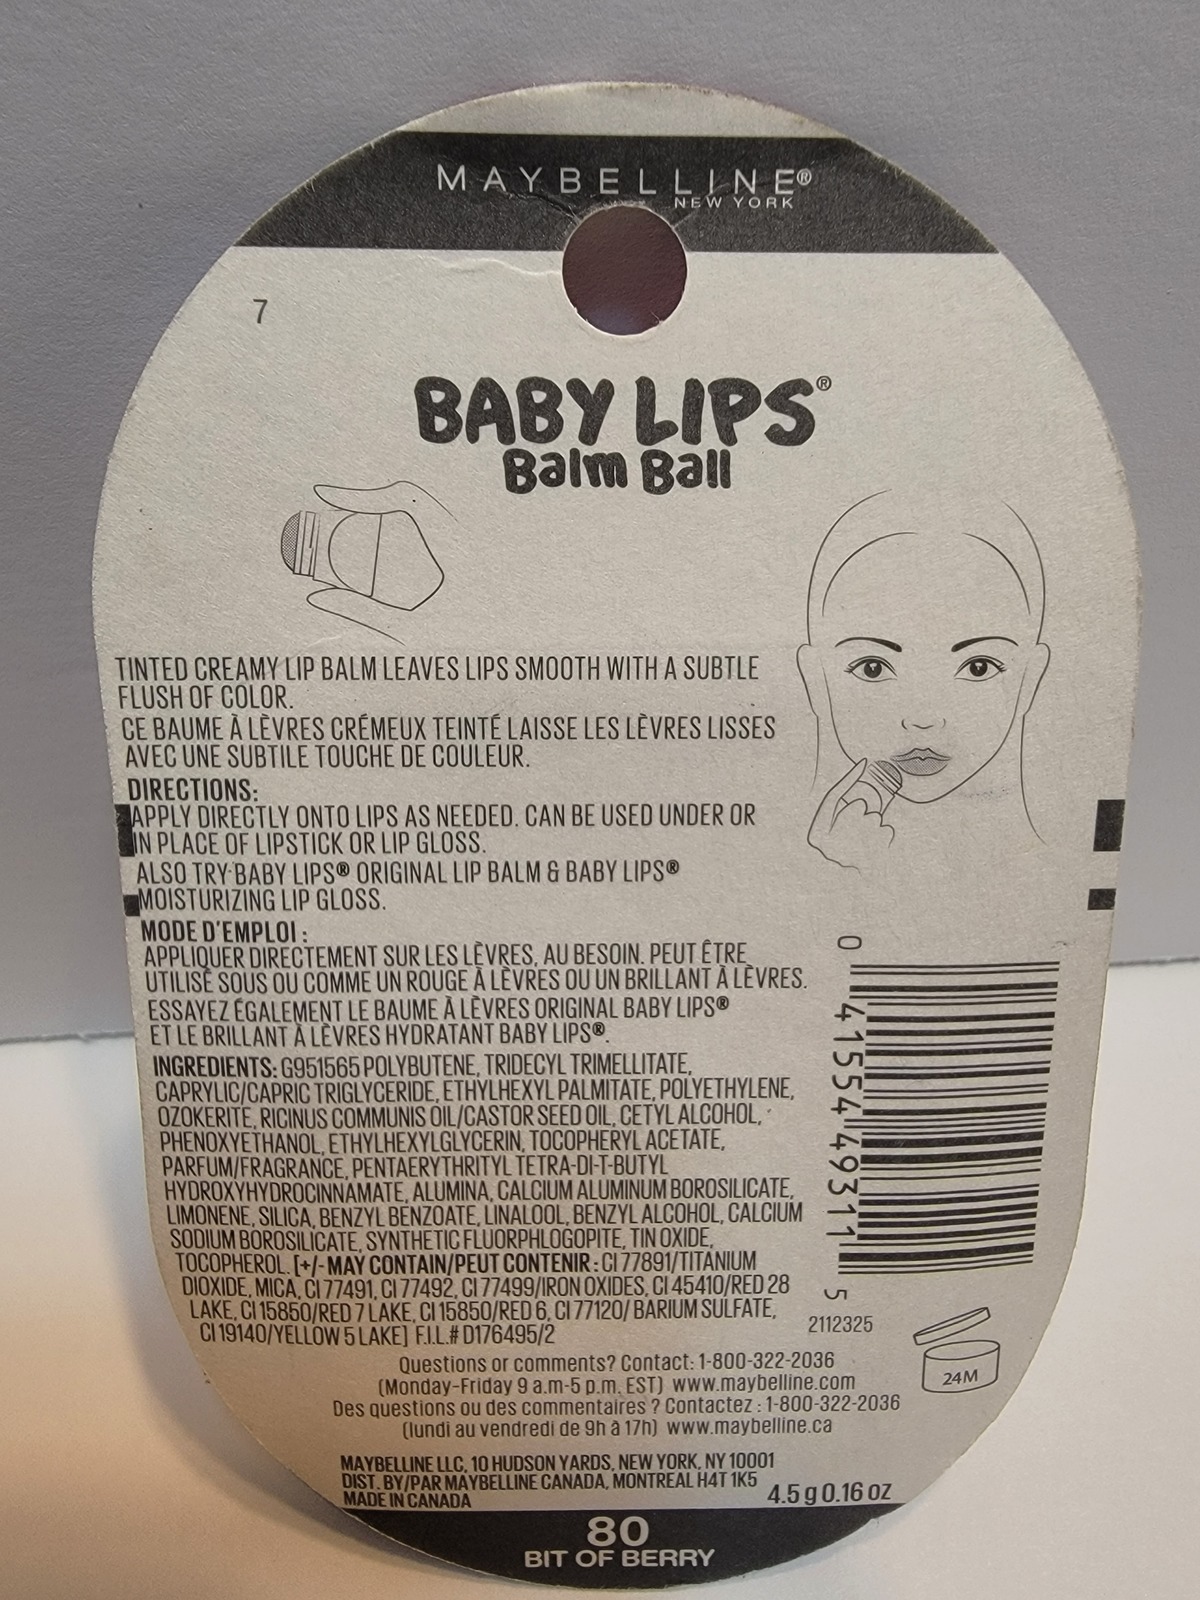 MAYBELLINE®
NEW YORK
7
BABY LIPS®
Balm Ball
TINTED CREAMY LIP BALM LEAVES LIPS SMOOTH WITH A SUBTLE
FLUSH OF COLOR.
CE BAUME À LÈVRES CRÉMEUX TEINTÉ LAISSE LES LÈVRES LISSES
AVEC UNE SUBTILE TOUCHE DE COULEUR.
DIRECTIONS:
APPLY DIRECTLY ONTO LIPS AS NEEDED. CAN BE USED UNDER OR
IN PLACE OF LIPSTICK OR LIP GLOSS.
ALSO TRY BABY LIPS® ORIGINAL LIP BALM & BABY LIPS®
MOISTURIZING LIP GLOSS.
MODE D'EMPLOI :
APPLIQUER DIRECTEMENT SUR LES LÈVRES, AU BESOIN. PEUT ÊTRE
UTILISÉ SOUS OU COMME UN ROUGE À LÈVRES OU UN BRILLANT À LÈVRES.
ESSAYEZ ÉGALEMENT LE BAUME À LÈVRES ORIGINAL BABY LIPS®
ET LE BRILLANT À LÈVRES HYDRATANT BABY LIPS®.
INGREDIENTS: G951565 POLYBUTENE, TRIDECYL TRIMELLITATE,
CAPRYLIC/CAPRIC TRIGLYCERIDE, ETHYLHEXYL PALMITATE, POLYETHYLENE,
OZOKERITE, RICINUS COMMUNIS OIL/CASTOR SEED OIL, CETYL ALCOHOL,
PHENOXYETHANOL, ETHYLHEXYLGLYCERIN, TOCOPHERYL ACETATE,
PARFUM/FRAGRANCE, PENTAERYTHRITYL TETRA-DI-T-BUTYL
HYDROXYHYDROCINNAMATE, ALUMINA, CALCIUM ALUMINUM BOROSILICATE,
LIMONENE, SILICA, BENZYL BENZOATE, LINALOOL, BENZYL ALCOHOL, CALCIUM
SODIUM BOROSILICATE, SYNTHETIC FLUORPHLOGOPITE, TIN OXIDE,
TOCOPHEROL. [+/- MAY CONTAIN/PEUT CONTENIR : CI 77891/TITANIUM
DIOXIDE, MICA, CI 77491, CI 77492, CI 77499/IRON OXIDES, CI 45410/RED 28
LAKE, CI 15850/RED 7 LAKE, CI 15850/RED 6, CI 77120/ BARIUM SULFATE,
CI 19140/YELLOW 5 LAKE] F.I.L.# D176495/2
0 41554 49311 5
2112325
24M
Questions or comments? Contact: 1-800-322-2036
(Monday-Friday 9 a.m-5 p.m. EST) www.maybelline.com
Des questions ou des commentaires ? Contactez : 1-800-322-2036
(lundi au vendredi de 9h à 17h) www.maybelline.ca
MAYBELLINE LLC, 10 HUDSON YARDS, NEW YORK, NY 10001
DIST. BY/PAR MAYBELLINE CANADA, MONTREAL H4T 1K5
MADE IN CANADA
4.5 g 0.16 oz
80
BIT OF BERRY